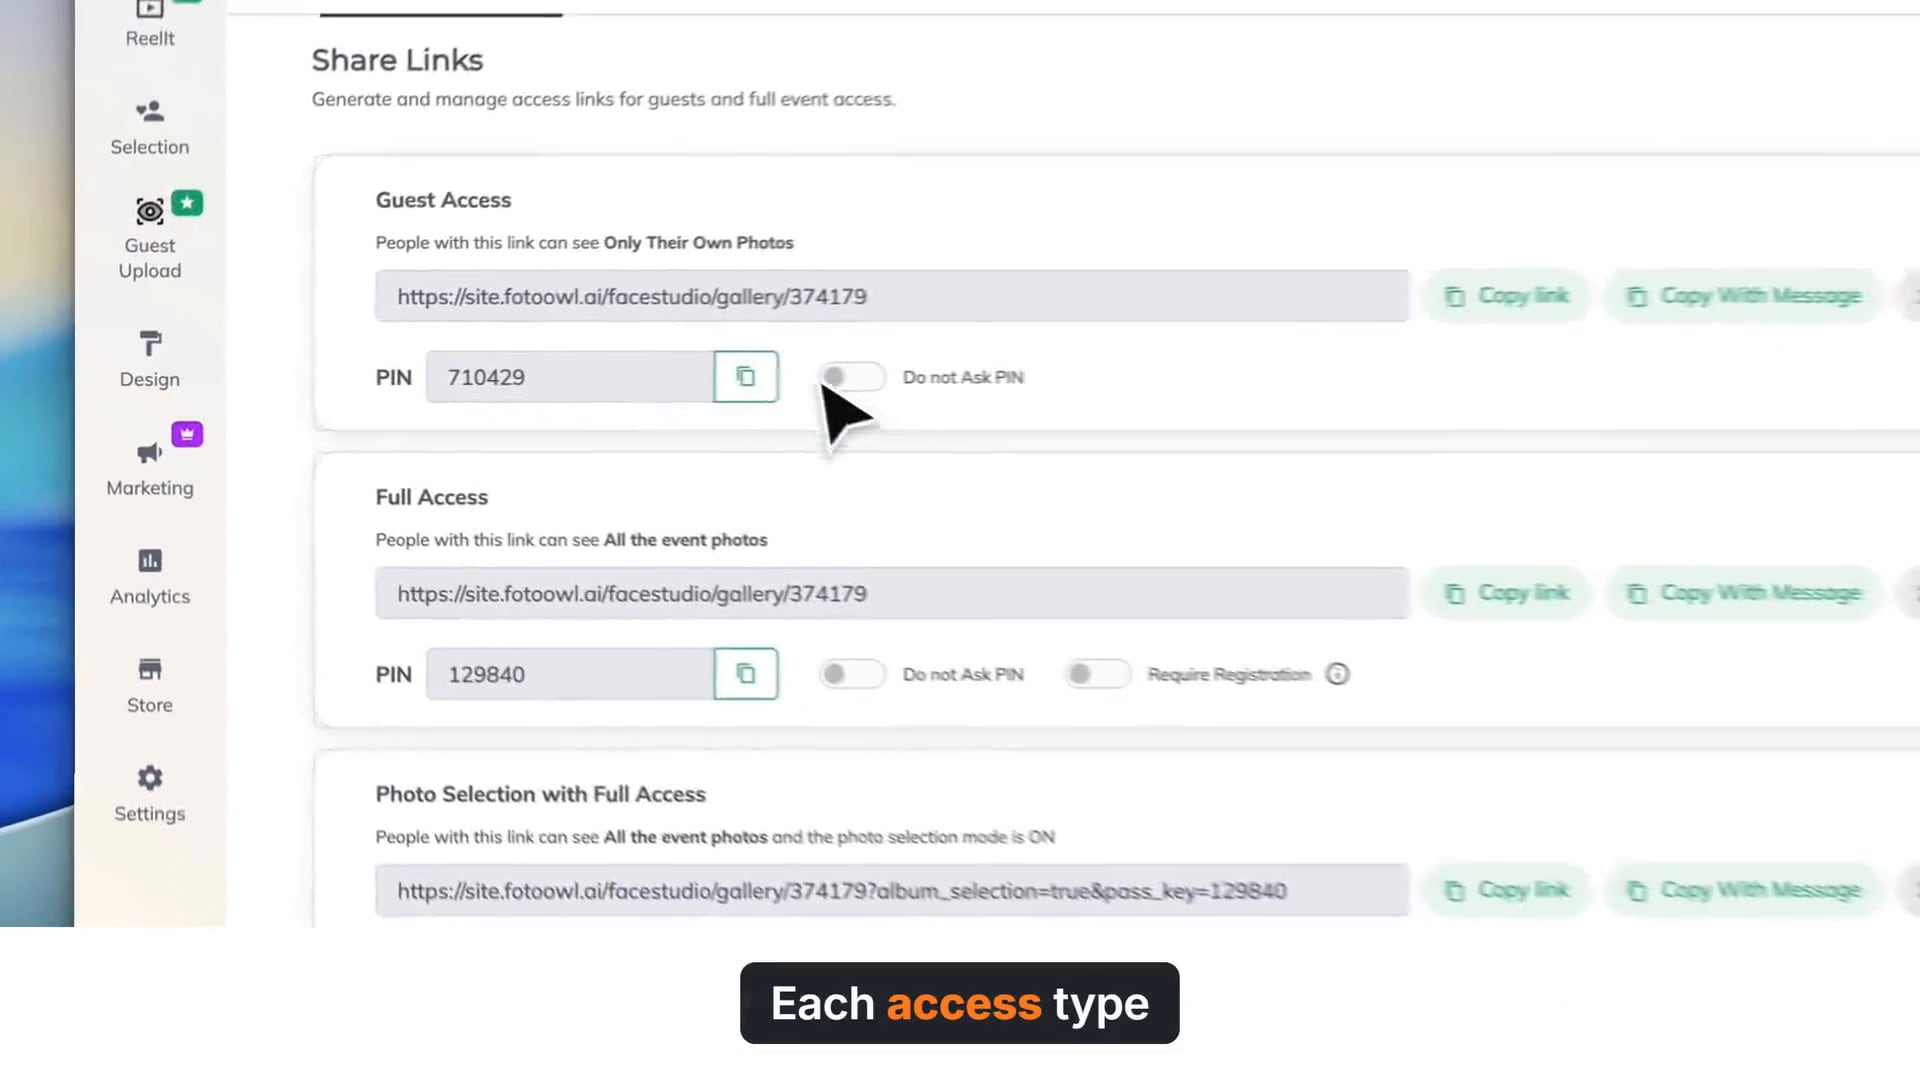 ReelIt
Selection
Guest
Upload
Design
Marketing
Analytics
Store
Settings
Share Links
Generate and manage access links for guests and full event access.
Guest Access
People with this link can see Only Their Own Photos
https://site.fotoowl.ai/facestudio/gallery/374179
Copy link
Copy With Message
PIN
710429
Do not Ask PIN
Full Access
People with this link can see All the event photos
https://site.fotoowl.ai/facestudio/gallery/374179
Copy link
Copy With Message
PIN
129840
Do not Ask PIN
Require Registration
Photo Selection with Full Access
People with this link can see All the event photos and the photo selection mode is ON
https://site.fotoowl.ai/facestudio/gallery/374179?album_selection=true&pass_key=129840
Copy link
Copy With Message
Each access type